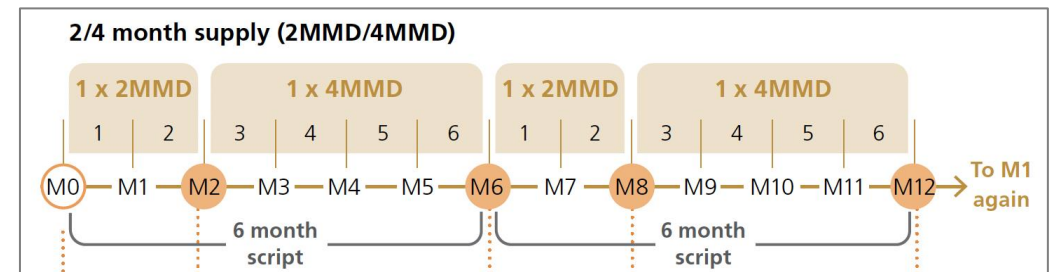 2/4 month supply (2MMD/4MMD)
1 x 2MMD 1 x 4MMD 1 x 2MMD 1 x 4MMD
1 2 3 4 5 6 1 2 3 4 5 6
M0 M1 M2 M3 M4 M5 M6 M7 M8 M9 M10 M11 M12
To M1
again
6 month
script
6 month
script